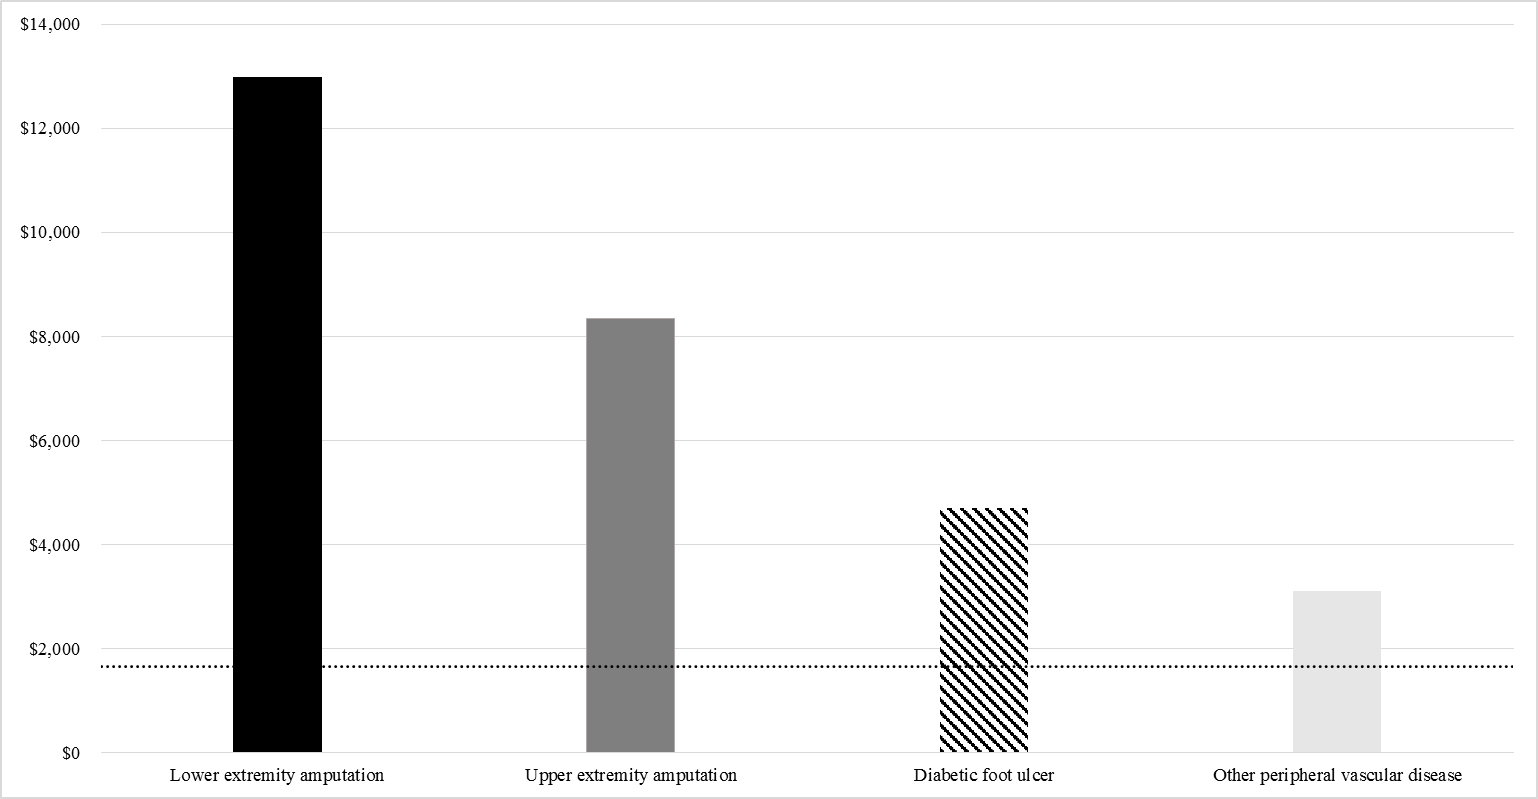 $14,000
$12,000
$10,000
$8,000
$6,000
$4,000
$2,000
$0
Lower extremity amputation
Upper extremity amputation
Diabetic foot ulcer
Other peripheral vascular disease